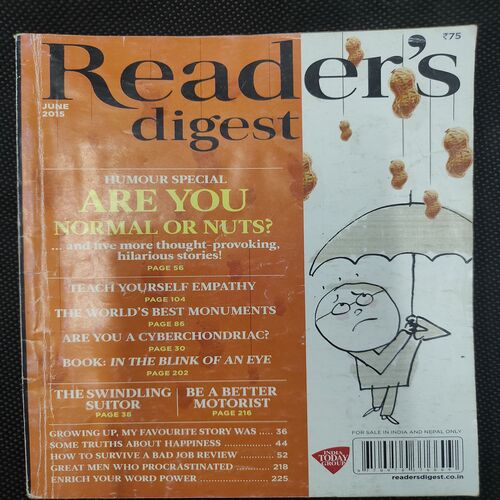 ₹75
Reader's
digest
JUNE
2015
HUMOUR SPECIAL
ARE YOU
NORMAL OR NUTS?
... and five more thought-provoking,
hilarious stories!
PAGE 56
TEACH YOURSELF EMPATHY
PAGE 104
THE WORLD'S BEST MONUMENTS
PAGE 86
ARE YOU A CYBERCHONDRIAC?
PAGE 30
BOOK: IN THE BLINK OF AN EYE
PAGE 202
THE SWINDLING
SUITOR
PAGE 38
BE A BETTER
MOTORIST
PAGE 216
GROWING UP, MY FAVOURITE STORY WAS ..... 36
SOME TRUTHS ABOUT HAPPINESS ........... 44
HOW TO SURVIVE A BAD JOB REVIEW ....... 52
GREAT MEN WHO PROCRASTINATED .......... 218
ENRICH YOUR WORD POWER ............... 225
FOR SALE IN INDIA AND NEPAL ONLY
INDIA
TODAY
GROUP
readersdigest.co.in